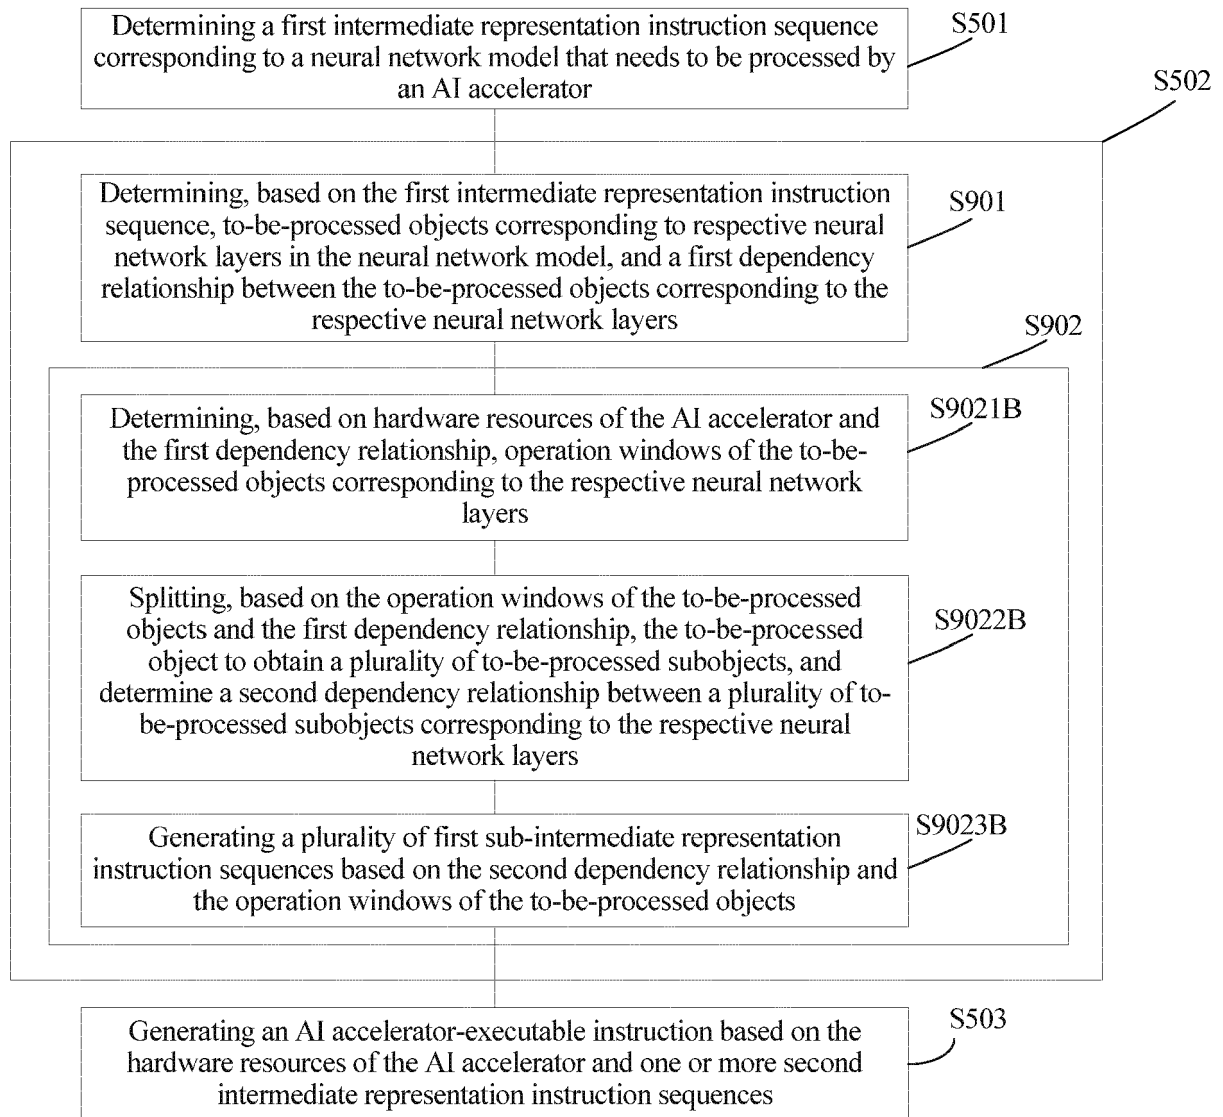 Determining a first intermediate representation instruction sequence
corresponding to a neural network model that needs to be processed by
an AI accelerator
S501
S502
Determining, based on the first intermediate representation instruction
sequence, to-be-processed objects corresponding to respective neural
network layers in the neural network model, and a first dependency
relationship between the to-be-processed objects corresponding to the
respective neural network layers
S901
S902
Determining, based on hardware resources of the AI accelerator and
the first dependency relationship, operation windows of the to-be-
processed objects corresponding to the respective neural network
layers
S9021B
Splitting, based on the operation windows of the to-be-processed
objects and the first dependency relationship, the to-be-processed
object to obtain a plurality of to-be-processed subobjects, and
determine a second dependency relationship between a plurality of to-
be-processed subobjects corresponding to the respective neural
network layers
S9022B
Generating a plurality of first sub-intermediate representation
instruction sequences based on the second dependency relationship and
the operation windows of the to-be-processed objects
S9023B
Generating an AI accelerator-executable instruction based on the
hardware resources of the AI accelerator and one or more second
intermediate representation instruction sequences
S503